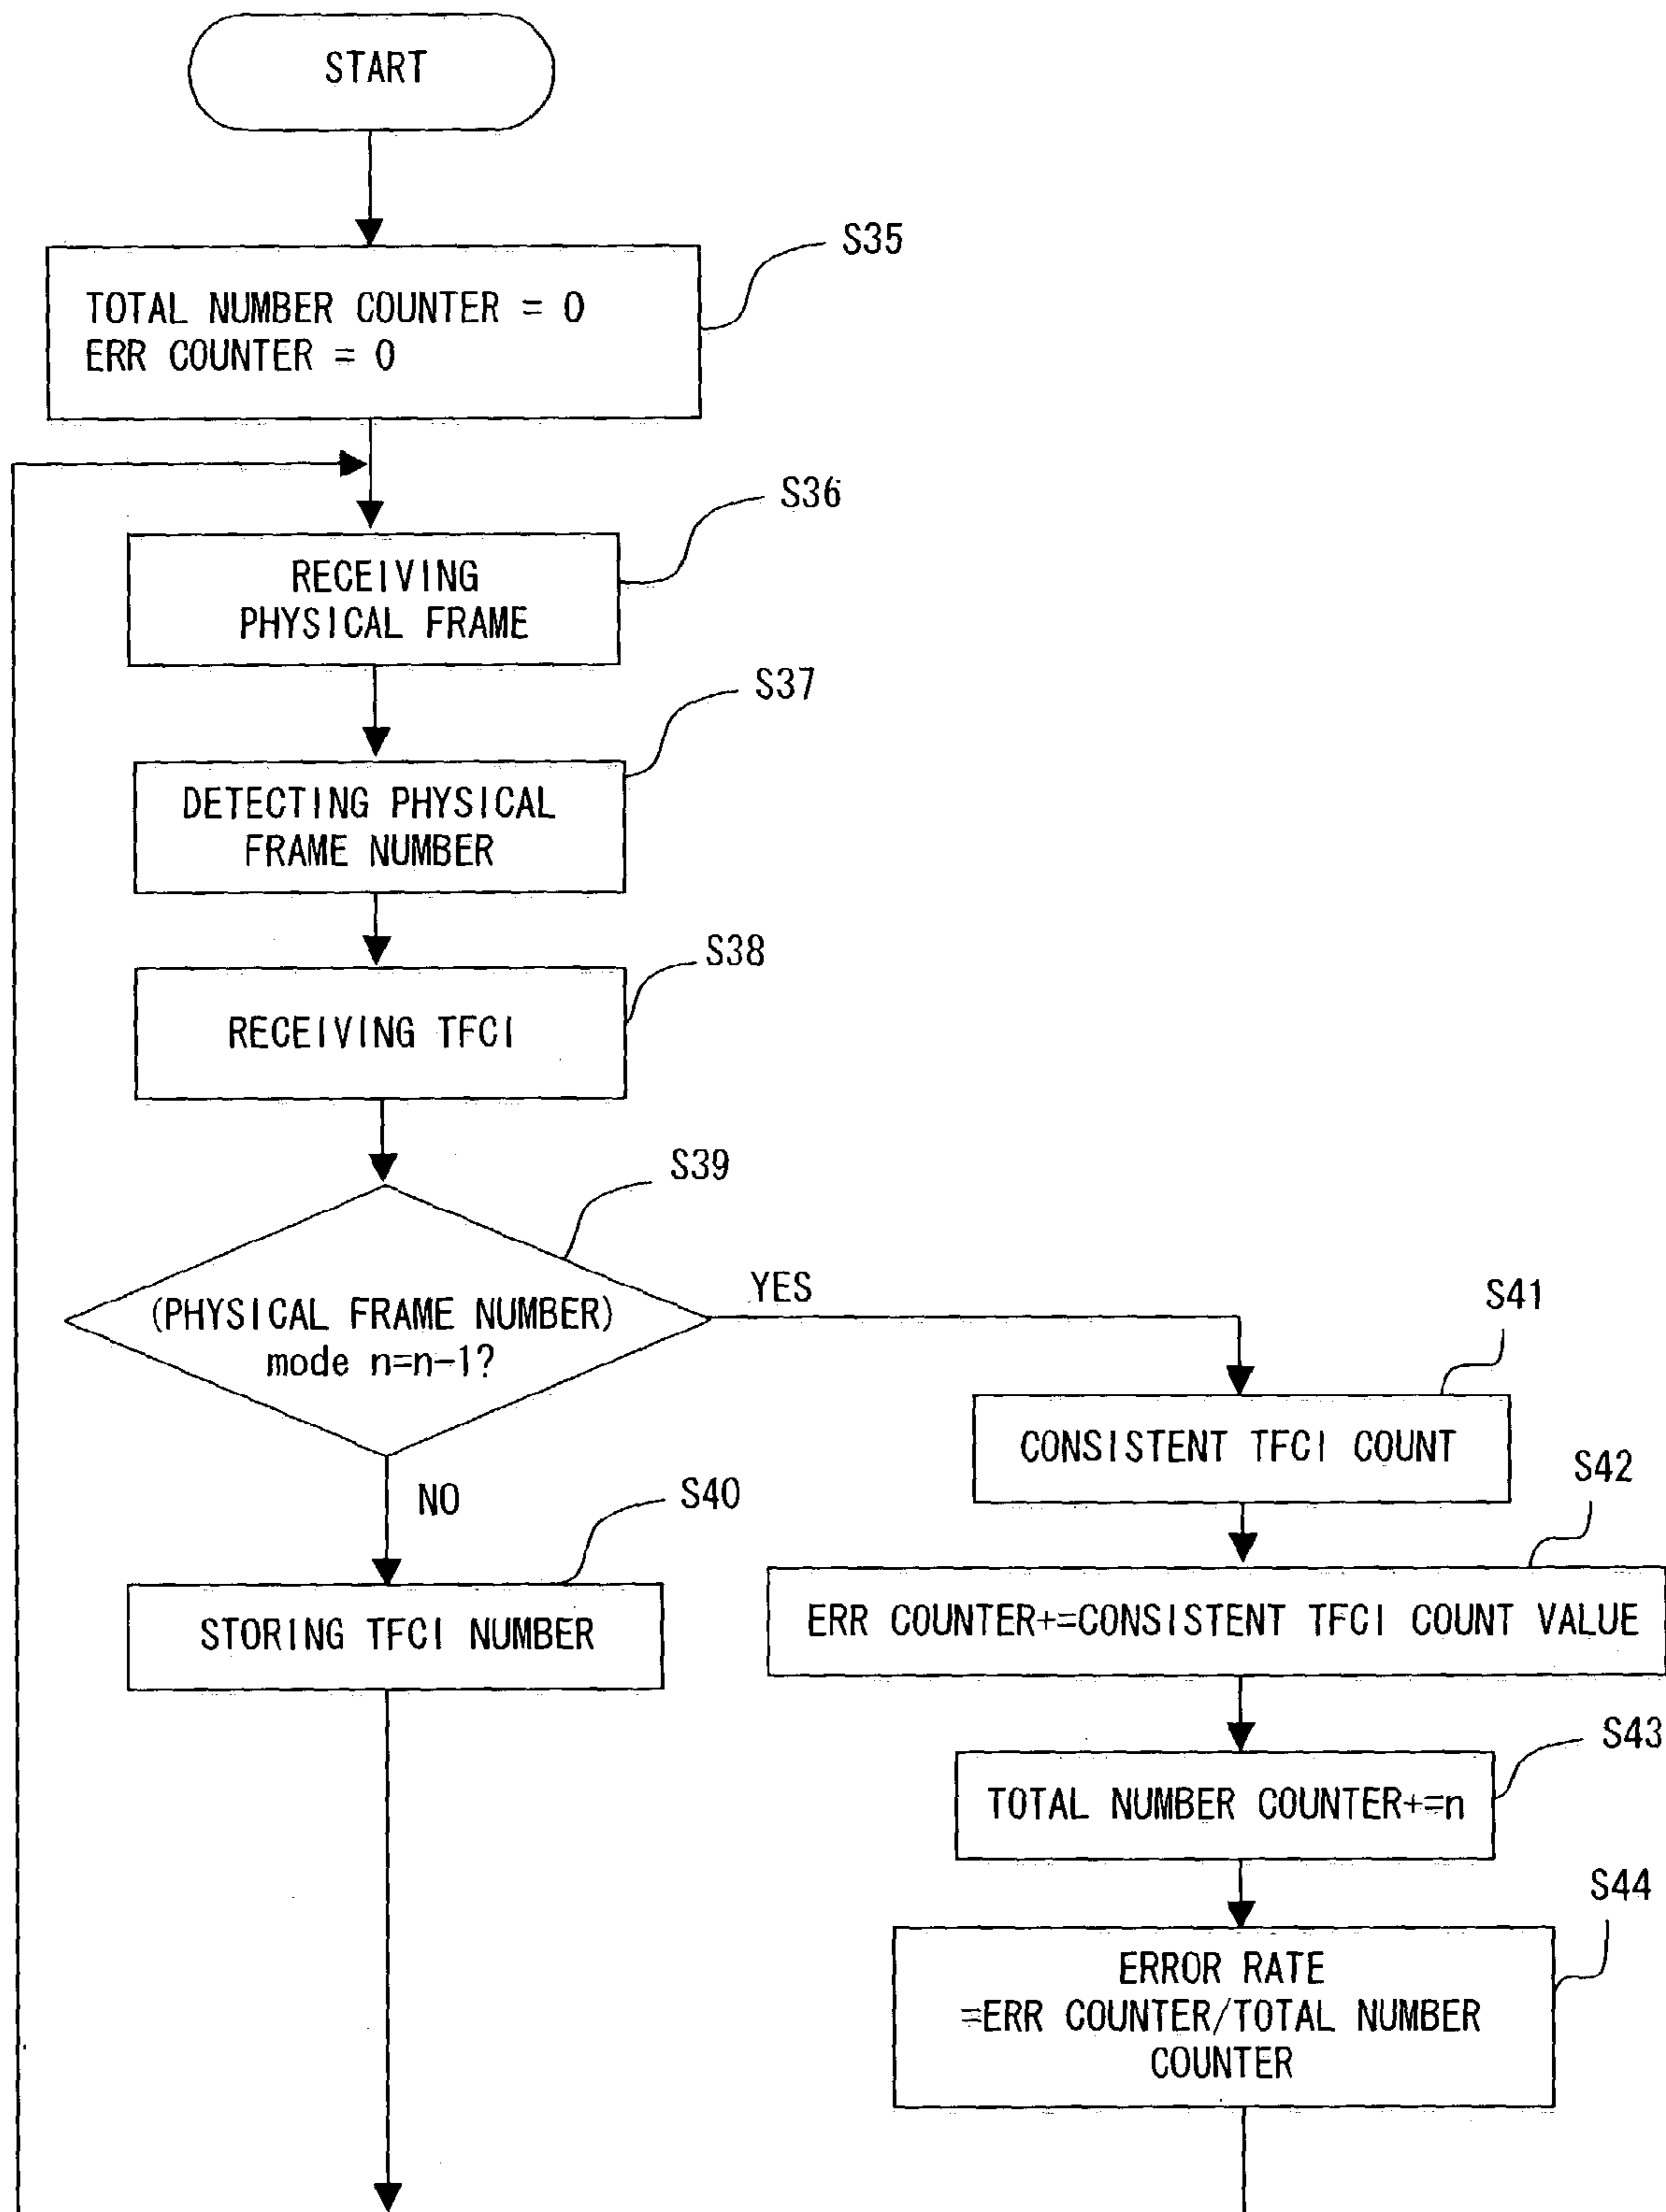 START
S35
TOTAL NUMBER COUNTER = 0
ERR COUNTER = 0
S36
RECEIVING
PHYSICAL FRAME
S37
DETECTING PHYSICAL
FRAME NUMBER
S38
RECEIVING TFCI
S39
(PHYSICAL FRAME NUMBER)
mode n=n-1?
YES
NO
S40
STORING TFCI NUMBER
S41
CONSISTENT TFCI COUNT
S42
ERR COUNTER+=CONSISTENT TFCI COUNT VALUE
S43
TOTAL NUMBER COUNTER+=n
S44
ERROR RATE
=ERR COUNTER/TOTAL NUMBER
COUNTER